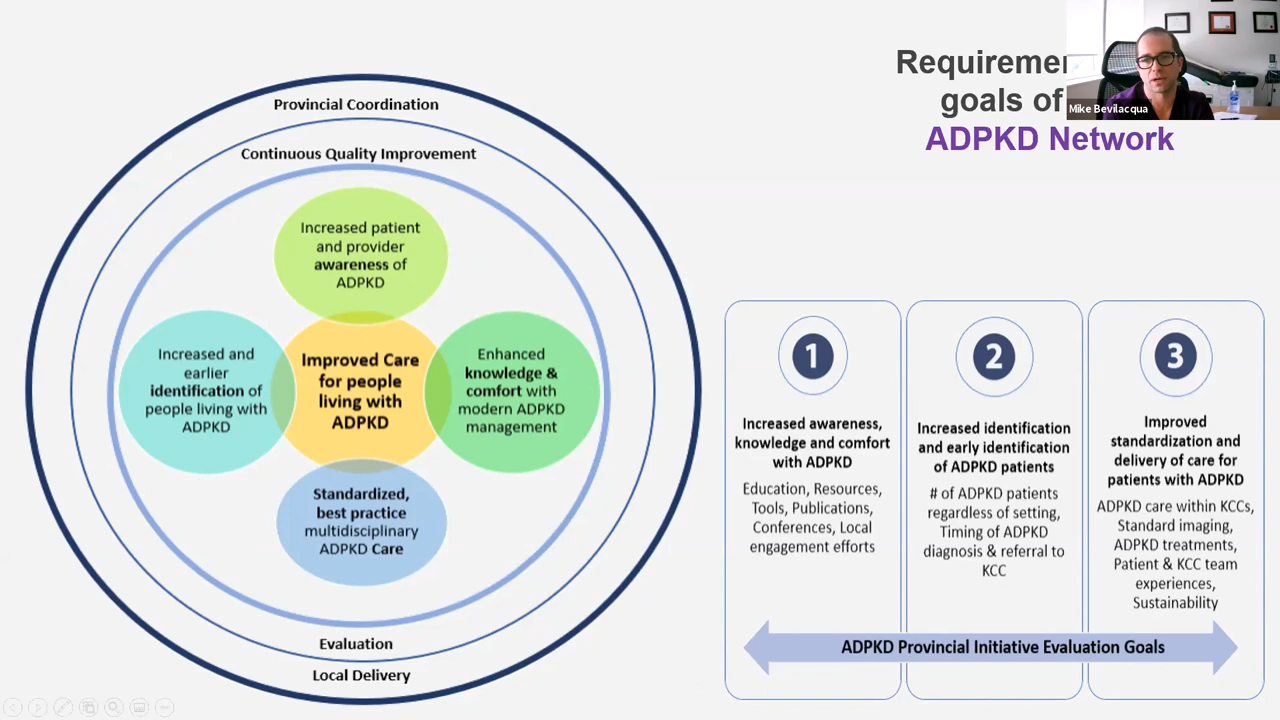 Requiremen
goals of
ADPKD Network
Mike Bevilacqua
Provincial Coordination
Continuous Quality Improvement
Increased patient
and provider
awareness of
ADPKD
Increased and
earlier
identification of
people living with
ADPKD
Improved Care
for people
living with
ADPKD
Enhanced
knowledge &
comfort with
modern ADPKD
management
Standardized,
best practice
multidisciplinary
ADPKD Care
Evaluation
Local Delivery
1
Increased awareness,
knowledge and comfort
with ADPKD
Education, Resources,
Tools, Publications,
Conferences, Local
engagement efforts
2
Increased identification
and early identification
of ADPKD patients
# of ADPKD patients
regardless of setting,
Timing of ADPKD
diagnosis & referral to
KCC
3
Improved
standardization and
delivery of care for
patients with ADPKD
ADPKD care within KCCs,
Standard imaging,
ADPKD treatments,
Patient & KCC team
experiences,
Sustainability
ADPKD Provincial Initiative Evaluation Goals